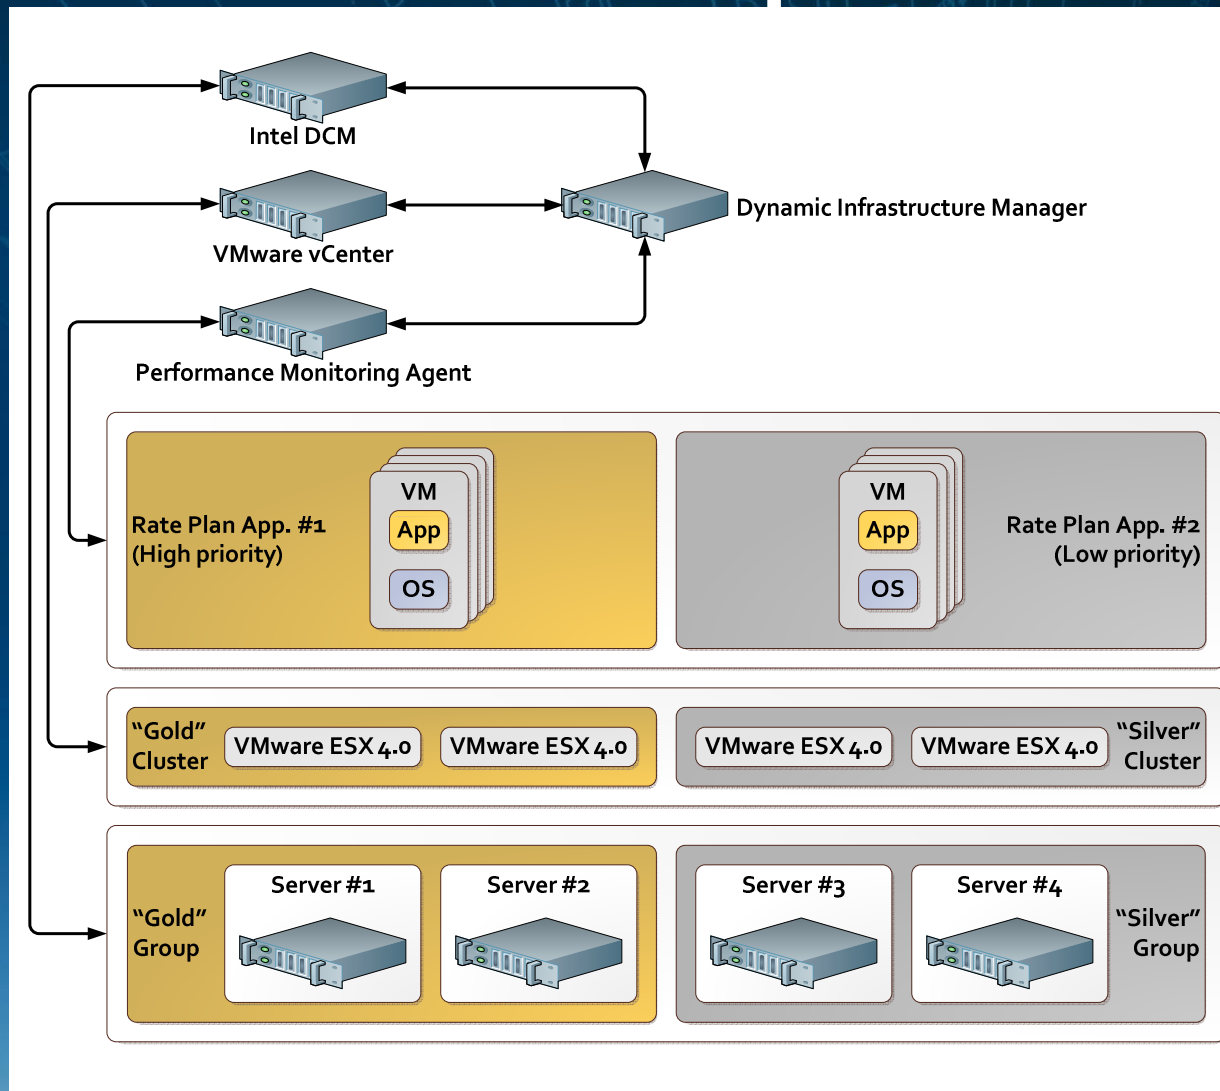 Intel DCM
Dynamic Infrastructure Manager
VMware vCenter
Performance Monitoring Agent
Rate Plan App. #1
(High priority)
VM
App
OS
VM
App
OS
Rate Plan App. #2
(Low priority)
“Gold”
Cluster
VMware ESX 4.0
VMware ESX 4.0
VMware ESX 4.0
VMware ESX 4.0
“Silver”
Cluster
“Gold”
Group
Server #1
Server #2
Server #3
Server #4
“Silver”
Group